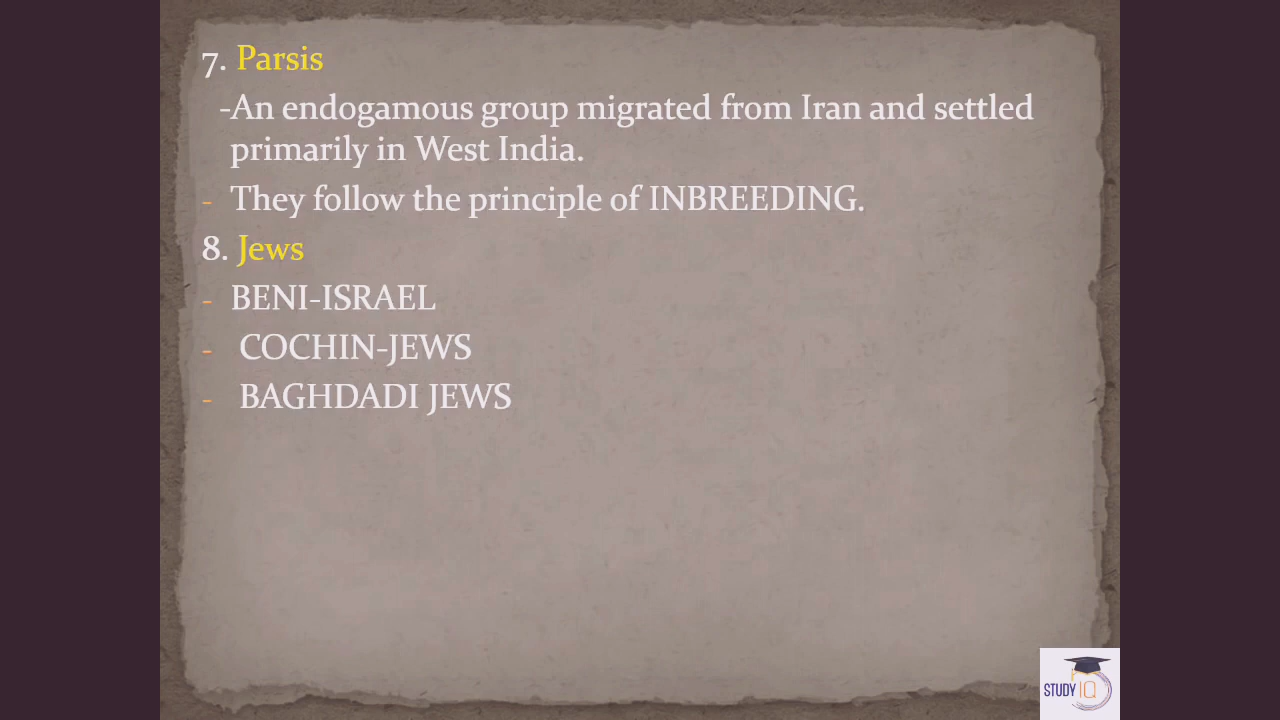 7. Parsis
-An endogamous group migrated from Iran and settled
primarily in West India.
- They follow the principle of INBREEDING.
8. Jews
- BENI-ISRAEL
- COCHIN-JEWS
- BAGHDADI JEWS
STUDY IQ